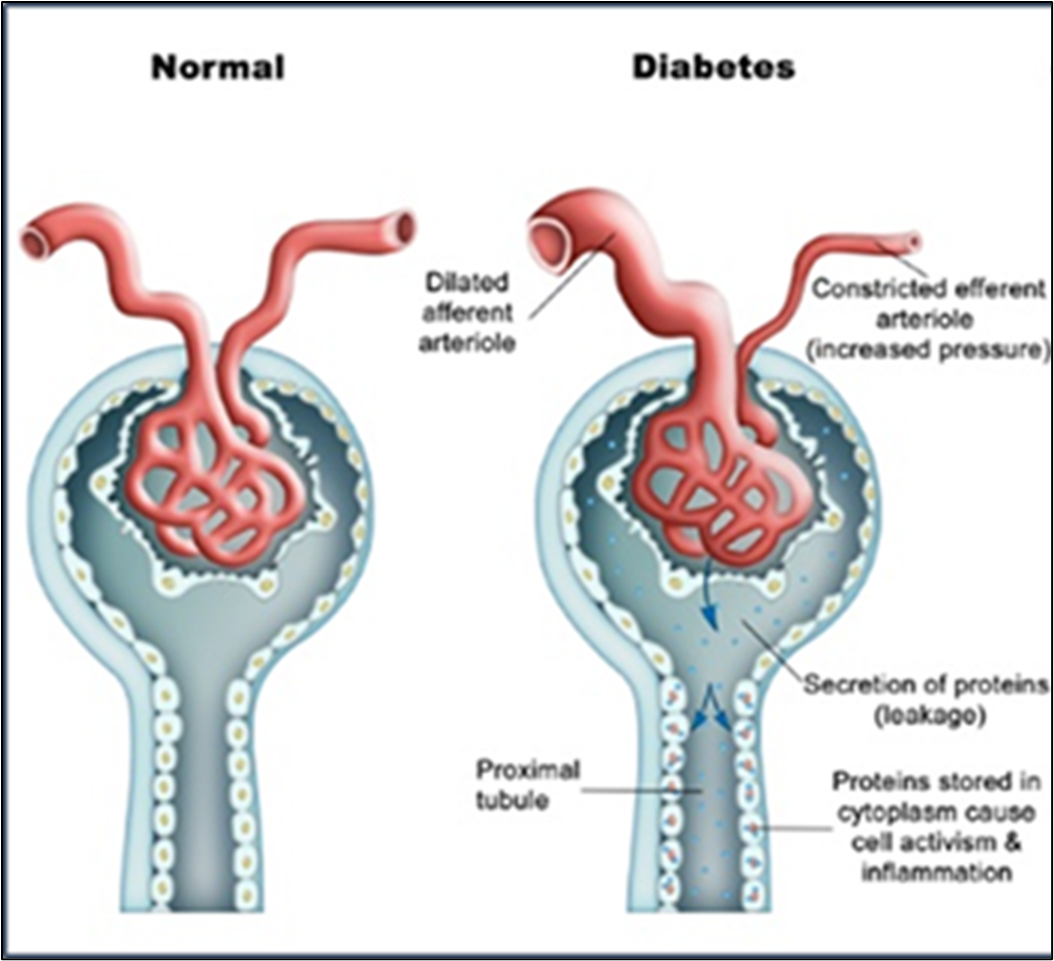 Normal
Diabetes
Dilated
afferent
arteriole
Constricted efferent
arteriole
(increased pressure)
Secretion of proteins
(leakage)
Proximal
tubule
Proteins stored in
cytoplasm cause
cell activism &
inflammation